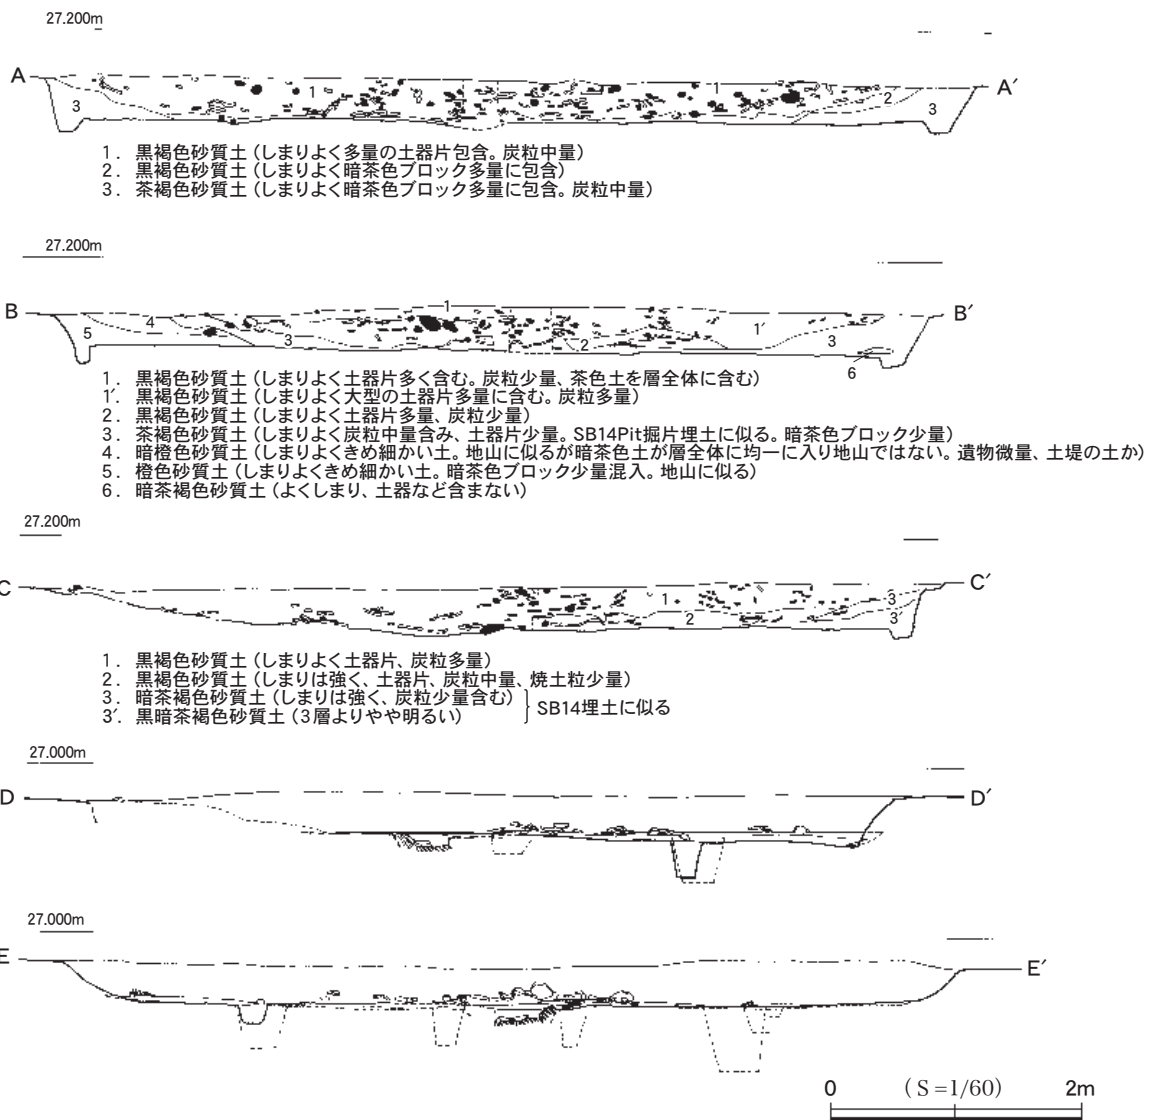 27.200m
A 1 1 A′
3 2 3
1. 黒褐色砂質土（しまりよく多量の土器片包含。炭粒中量）
2. 黒褐色砂質土（しまりよく暗茶色ブロック多量に包含）
3. 茶褐色砂質土（しまりよく暗茶色ブロック多量に包含。炭粒中量）
27.200m
B 1 B′
5 4 3 2 1′ 3
6
1. 黒褐色砂質土（しまりよく土器片多く含む。炭粒少量、茶色土を層全体に含む）
1′. 黒褐色砂質土（しまりよく大型の土器片多量に含む。炭粒多量）
2. 黒褐色砂質土（しまりよく土器片多量、炭粒少量）
3. 茶褐色砂質土（しまりよく炭粒中量含み、土器片少量。SB14Pit掘片埋土に似る。暗茶色ブロック少量）
4. 暗橙色砂質土（しまりよくきめ細かい土。地山に似るが暗茶色土が層全体に均一に入り地山ではない。遺物微量、土堤の土か）
5. 橙色砂質土（しまりよくきめ細かい土。暗茶色ブロック少量混入。地山に似る）
6. 暗茶褐色砂質土（よくしまり、土器など含まない）
27.200m
C C′
1 3
2 3′
1. 黒褐色砂質土（しまりよく土器片、炭粒多量）
2. 黒褐色砂質土（しまりは強く、土器片、炭粒中量、焼土粒少量）
3. 暗茶褐色砂質土（しまりは強く、炭粒少量含む）
3′. 黒暗茶褐色砂質土（3層よりやや明るい）
SB14埋土に似る
27.000m
D D′
27.000m
E E′
0 （S=1/60） 2m